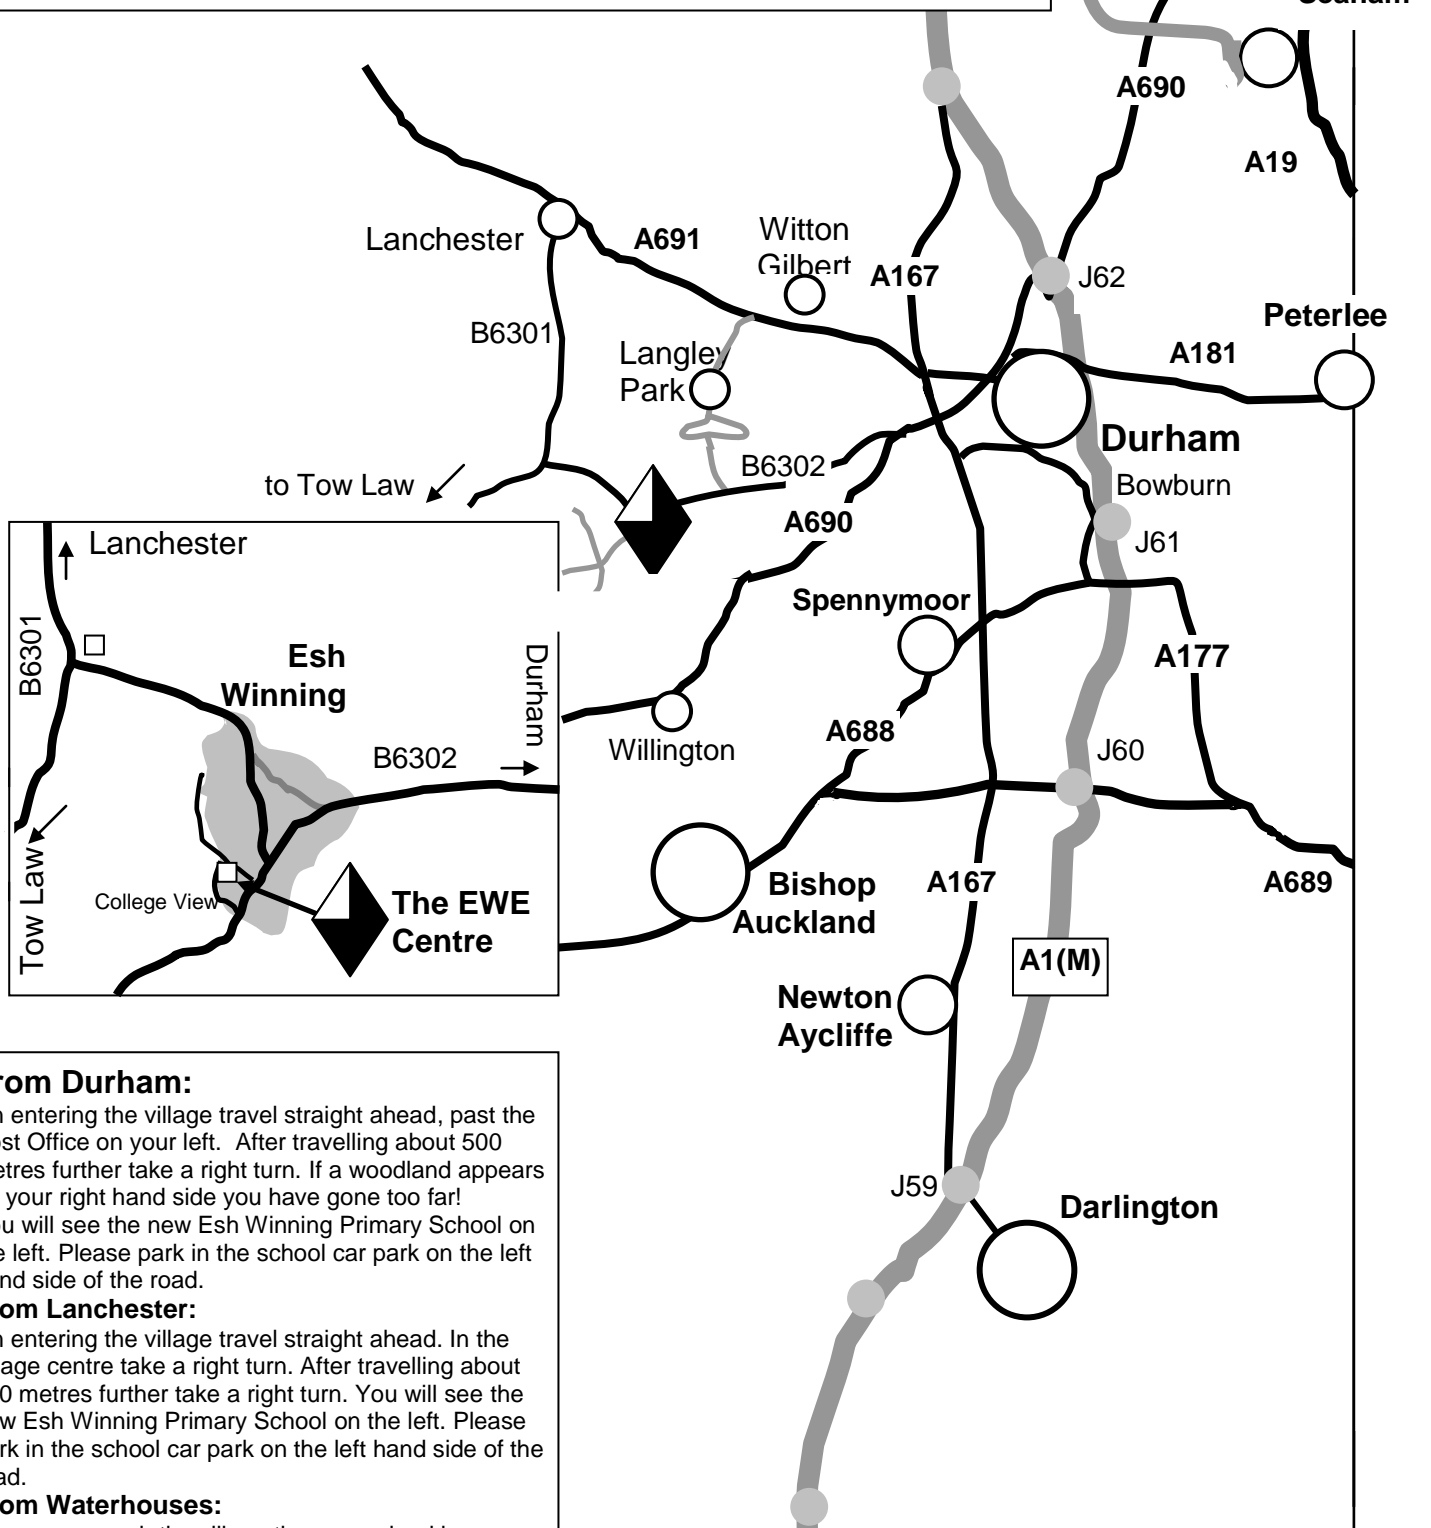 A690
A19
Lanchester
A691
Witton
Gilbert
A167
J62
Peterlee
B6301
Langley
Park
A181
Durham
to Tow Law
B6302
Bowburn
A690
J61
Lanchester
B6301
Esh
Winning
Durham
Spennymoor
A177
Willington
A688
J60
B6302
Tow Law
College View
The EWE
Centre
Bishop
Auckland
A167
A689
A1(M)
Newton
Aycliffe
J59
Darlington
rom Durham:
n entering the village travel straight ahead, past the
ost Office on your left.  After travelling about 500
etres further take a right turn. If a woodland appears
your right hand side you have gone too far!
ou will see the new Esh Winning Primary School on
e left. Please park in the school car park on the left
nd side of the road.
om Lanchester:
n entering the village travel straight ahead. In the
lage centre take a right turn. After travelling about
0 metres further take a right turn. You will see the
w Esh Winning Primary School on the left. Please
rk in the school car park on the left hand side of the
ad.
om Waterhouses: